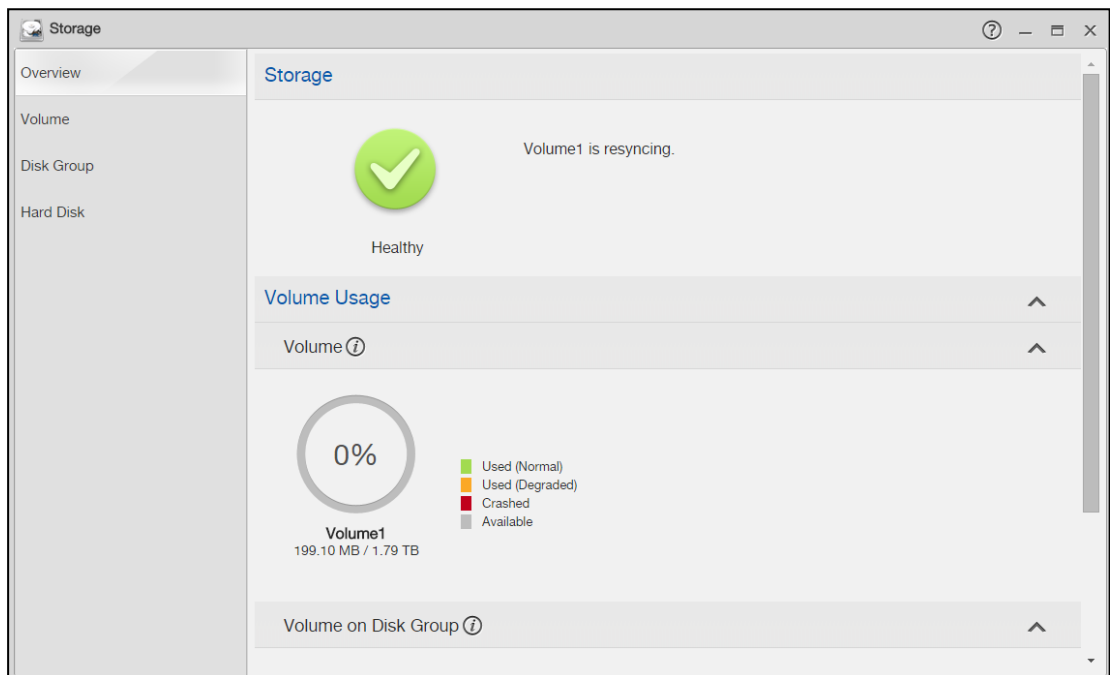 Storage
Overview
Volume
Disk Group
Hard Disk
Storage
Volume1 is resyncing.
Healthy
Volume Usage
Volume
0%
Used (Normal)
Used (Degraded)
Crashed
Available
Volume1
199.10 MB / 1.79 TB
Volume on Disk Group